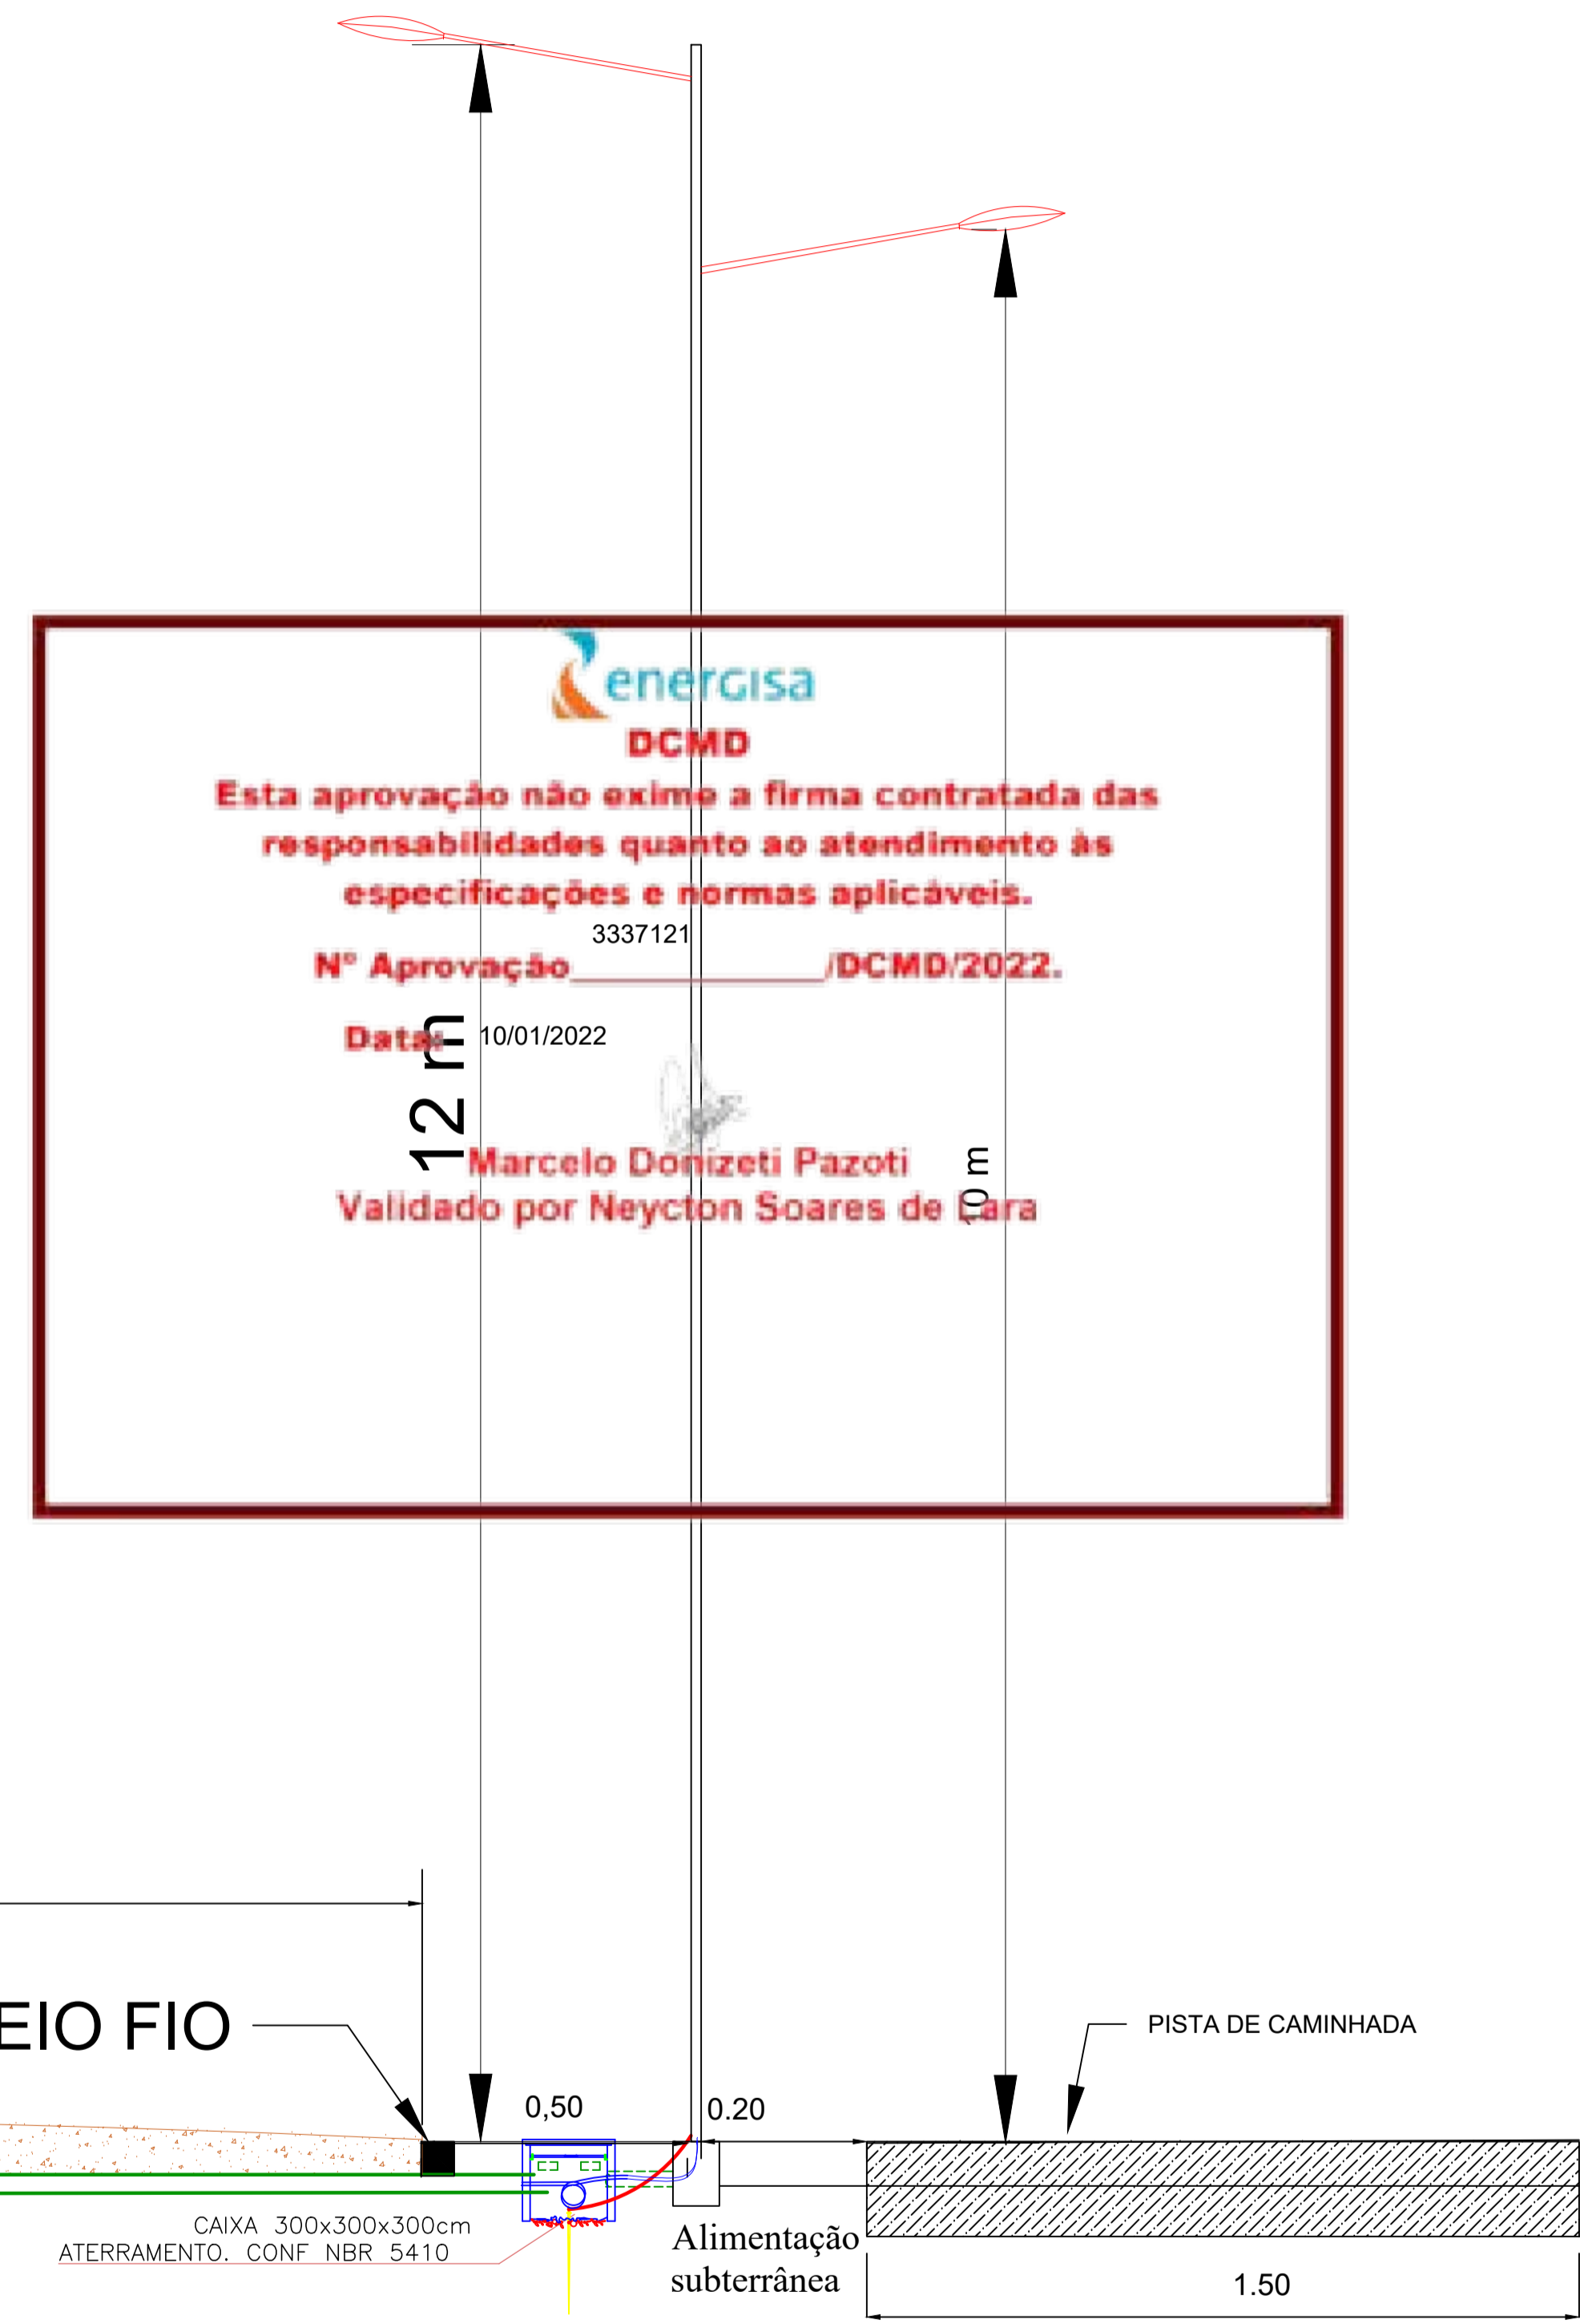 energisa
DCMD
Esta aprovação não exime a firma contratada das
responsabilidades quanto ao atendimento às
especificações e normas aplicáveis.
3337121
Nº Aprovação_______________/DCMD/2022.
Data: 10/01/2022
12 m
Marcelo Donizeti Pazoti
10 m
Validado por Neycton Soares de Lara
EIO FIO
PISTA DE CAMINHADA
0,50
0.20
CAIXA 300x300x300cm
ATERRAMENTO. CONF NBR 5410
Alimentação
subterrânea
1.50